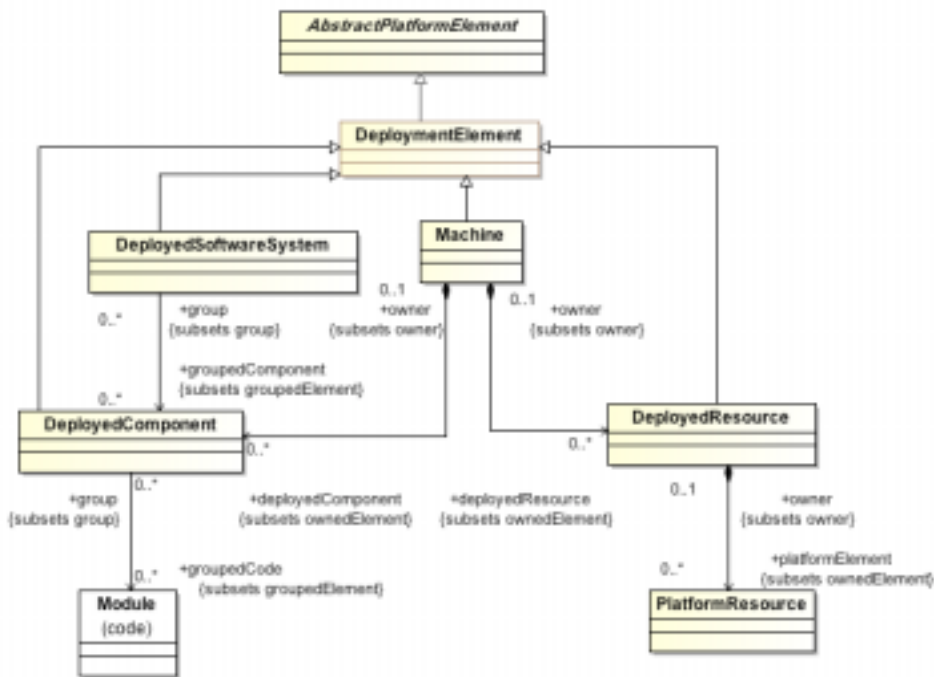 AbstractPlatformElement
DeploymentElement
DeployedSoftwareSystem
Machine
0..1
+owner
{subsets owner}
0..1
+owner
{subsets owner}
0..*
+group
{subsets group}
+groupedComponent
{subsets groupedElement}
0..*
DeployedComponent
0..*
DeployedResource
0..*
0..*
+group
{subsets group}
+deployedComponent
{subsets ownedElement}
+deployedResource
{subsets ownedElement}
0..1
+owner
{subsets owner}
0..*
+groupedCode
{subsets groupedElement}
0..*
+platformElement
{subsets ownedElement}
Module
(code)
PlatformResource